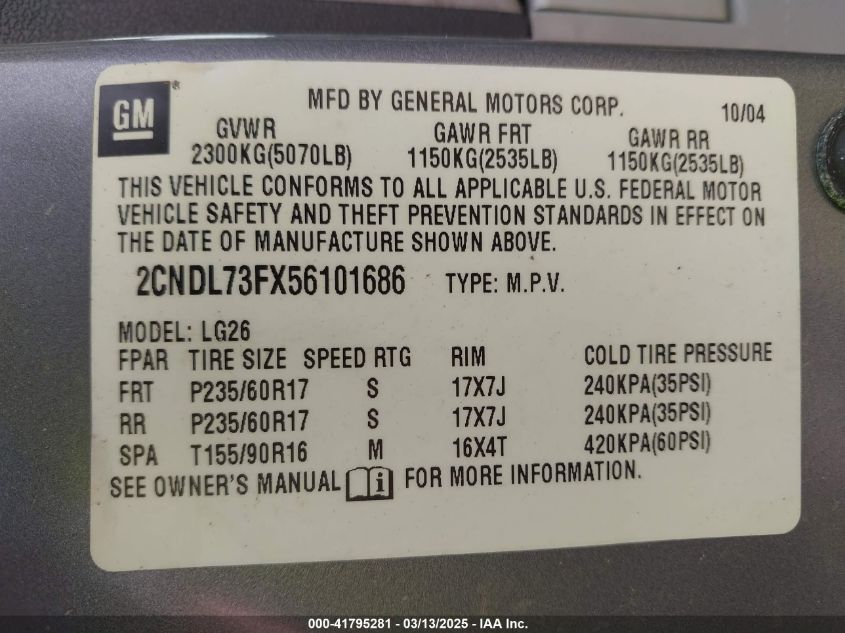 GM®
MFD BY GENERAL MOTORS CORP. 10/04
GVWR GAWR FRT GAWR RR
2300KG(5070LB) 1150KG(2535LB) 1150KG(2535LB)
THIS VEHICLE CONFORMS TO ALL APPLICABLE U.S. FEDERAL MOTOR
VEHICLE SAFETY AND THEFT PREVENTION STANDARDS IN EFFECT ON
THE DATE OF MANUFACTURE SHOWN ABOVE.
2CNDL73FX56101686 TYPE: M.P.V.
MODEL: LG26
FPAR TIRE SIZE SPEED RTG RIM COLD TIRE PRESSURE
FRT P235/60R17 S 17X7J 240KPA(35PSI)
RR P235/60R17 S 17X7J 240KPA(35PSI)
SPA T155/90R16 M 16X4T 420KPA(60PSI)
SEE OWNER'S MANUAL i FOR MORE INFORMATION.
000-41795281 - 03/13/2025 - IAA Inc.